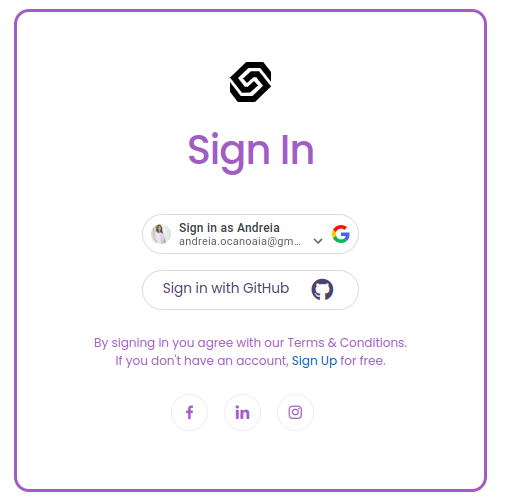 Sign In
Sign in as Andreia
andreia.ocanoaia@gm...
Sign in with GitHub
By signing in you agree with our Terms & Conditions.
If you don't have an account, Sign Up for free.